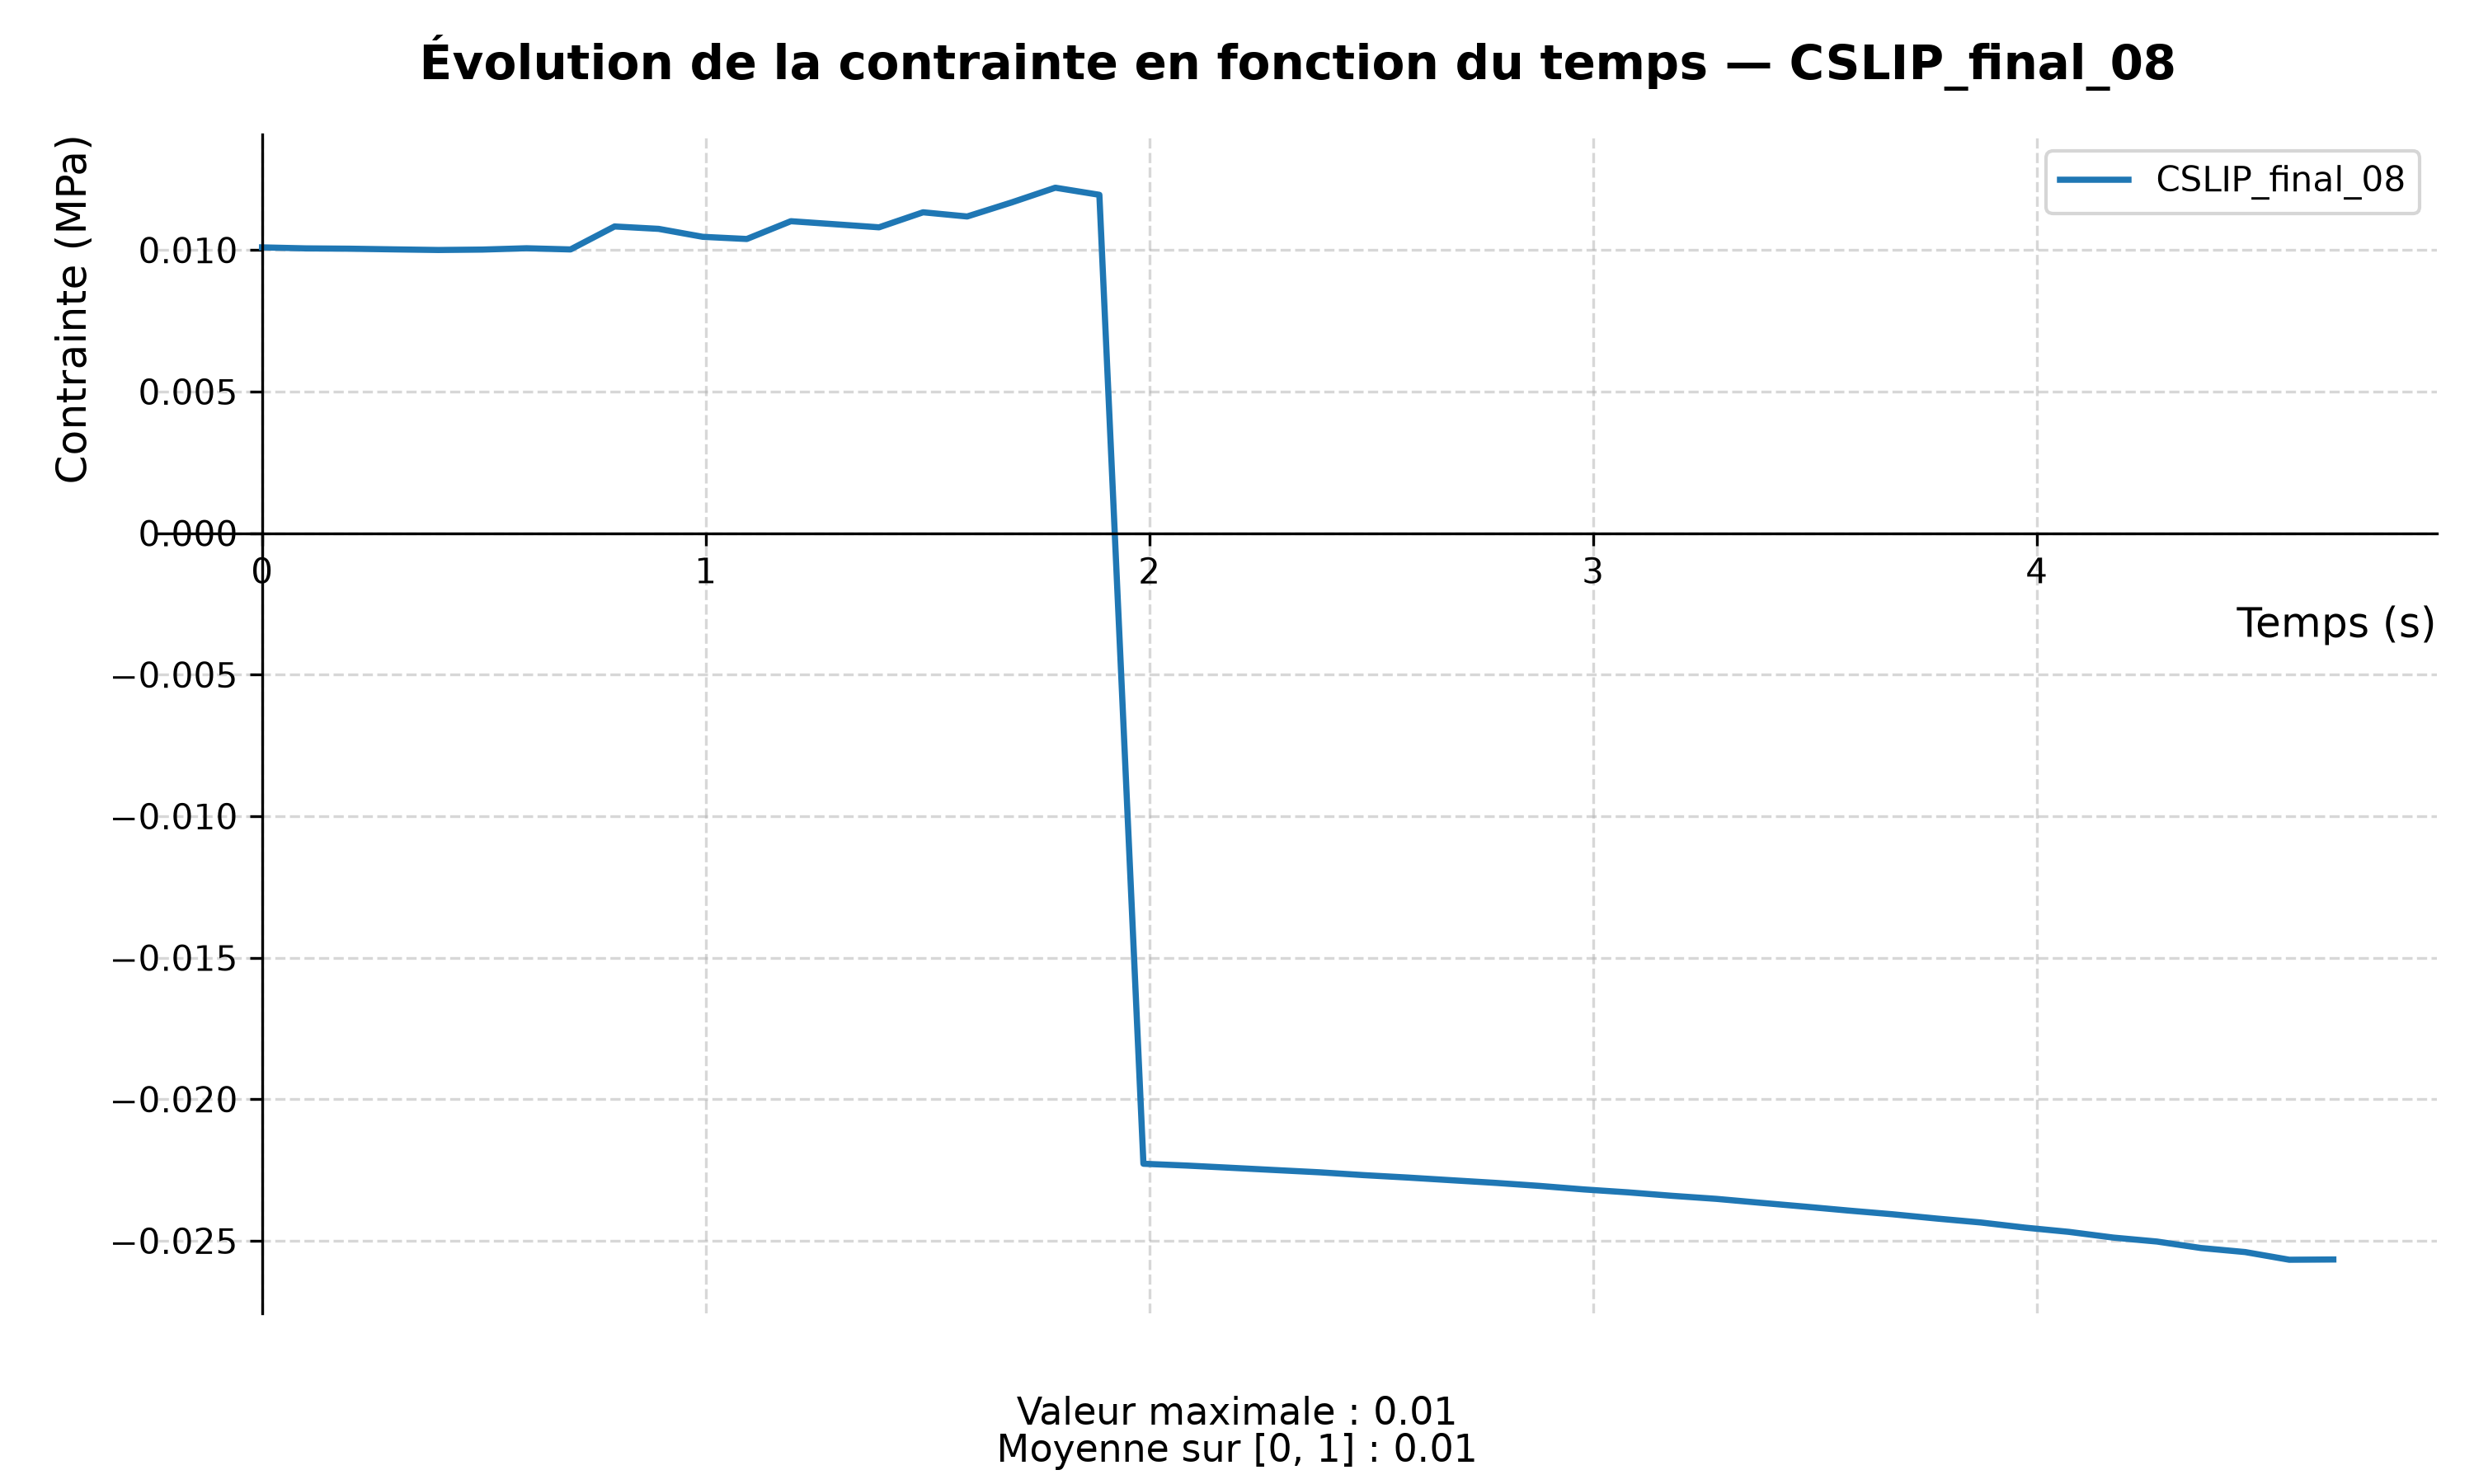 Évolution de la contrainte en fonction du temps — CSLIP_final_08
Contrainte (MPa)
CSLIP_final_08
0.010
0.005
0.000
−0.005
−0.010
−0.015
−0.020
−0.025
0 1 2 3 4
Temps (s)
Valeur maximale : 0.01
Moyenne sur [0, 1] : 0.01